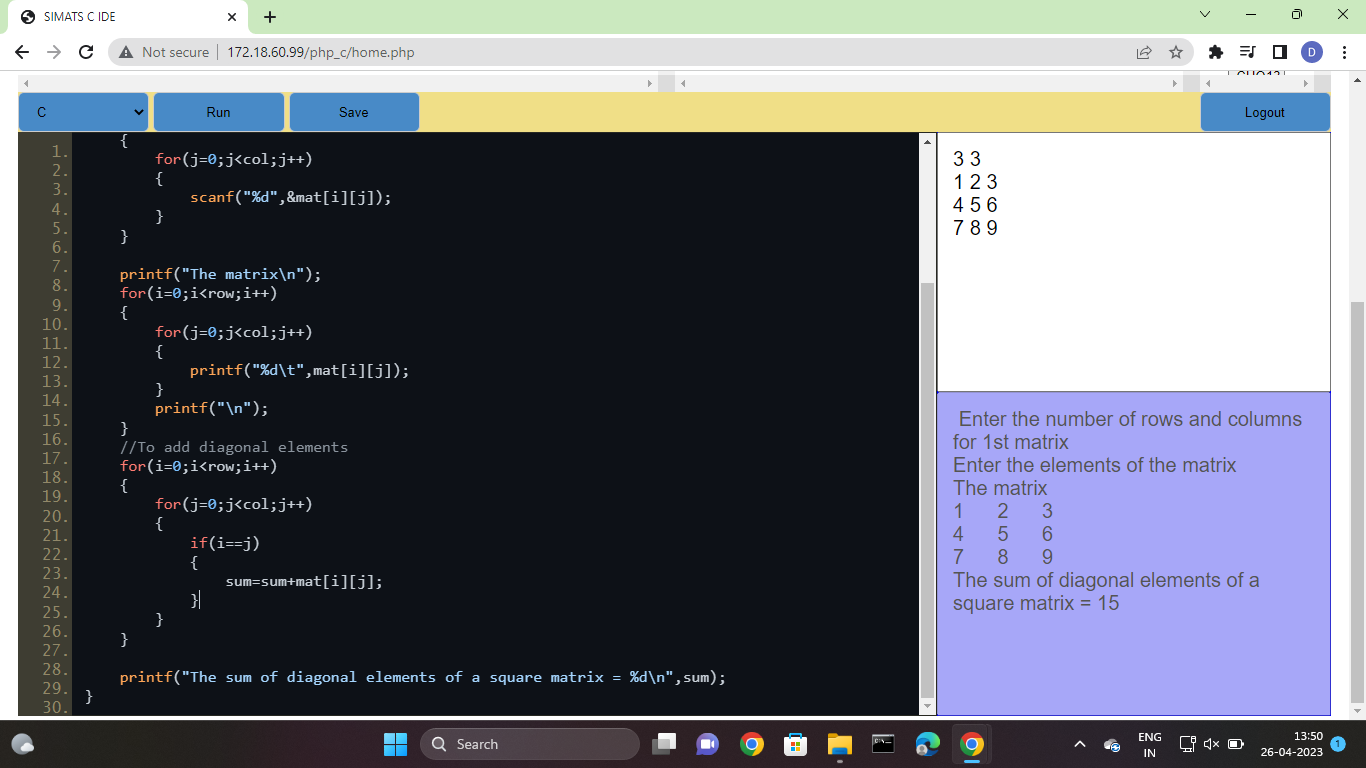 SIMATS C IDE
Not secure
172.18.60.99/php_c/home.php
D
C
Run
Save
Logout
1.
2.
3.
4.
5.
6.
7.
8.
9.
10.
11.
12.
13.
14.
15.
16.
17.
18.
19.
20.
21.
22.
23.
24.
25.
26.
27.
28.
29.
30.
{
for(j=0;j<col;j++)
{
scanf("%d",&mat[i][j]);
}
}
printf("The matrix\n");
for(i=0;i<row;i++)
{
for(j=0;j<col;j++)
{
printf("%d\t",mat[i][j]);
}
printf("\n");
}
//To add diagonal elements
for(i=0;i<row;i++)
{
for(j=0;j<col;j++)
{
if(i==j)
{
sum=sum+mat[i][j];
}
}
}
printf("The sum of diagonal elements of a square matrix = %d\n",sum);
}
3 3
1 2 3
4 5 6
7 8 9
Enter the number of rows and columns
for 1st matrix
Enter the elements of the matrix
The matrix
1 2 3
4 5 6
7 8 9
The sum of diagonal elements of a
square matrix = 15
Search
ENG
IN
13:50
26-04-2023
1